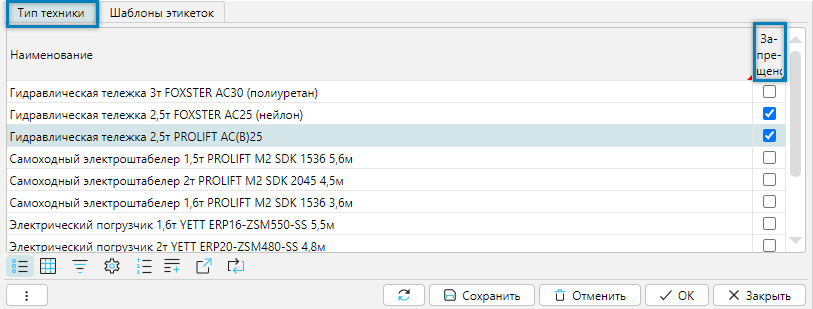 Тип техники
Шаблоны этикеток
Наименование
За-
пре-
щено
Гидравлическая тележка 3т FOXSTER AC30 (полиуретан)
Гидравлическая тележка 2,5т FOXSTER AC25 (нейлон)
Гидравлическая тележка 2,5т PROLIFT AC(B)25
Самоходный электроштабелер 1,5т PROLIFT M2 SDK 1536 5,6м
Самоходный электроштабелер 2т PROLIFT M2 SDK 2045 4,5м
Самоходный электроштабелер 1,6т PROLIFT M2 SDK 1536 3,6м
Электрический погрузчик 1,6т YETT ERP16-ZSM550-SS 5,5м
Электрический погрузчик 2т YETT ERP20-ZSM480-SS 4,8м
Сохранить
Отменить
OK
Закрыть